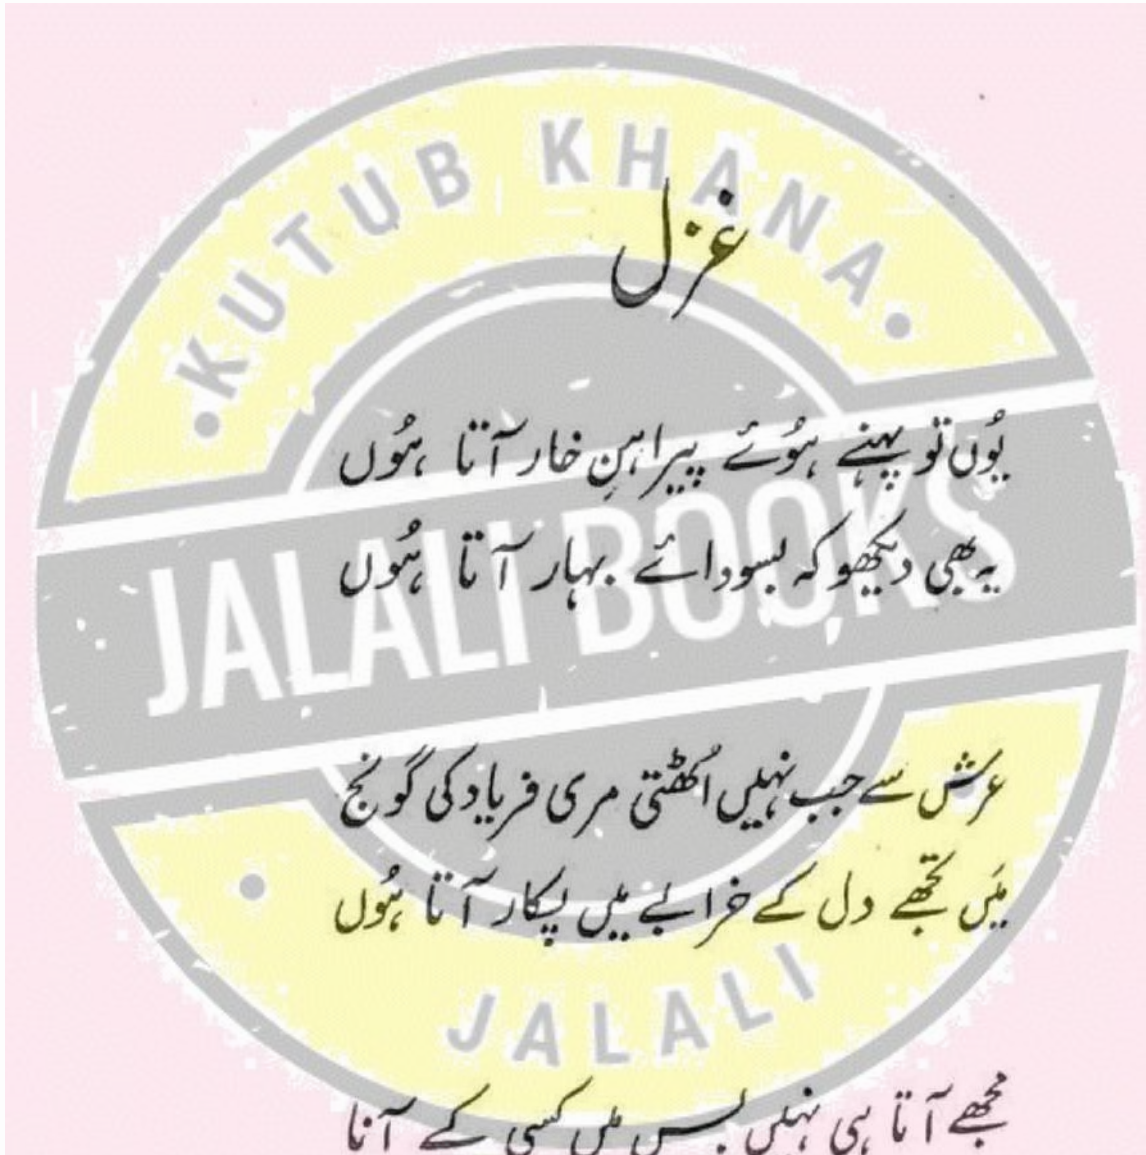 KUTUB KHANA
غزل
یُوں تو پہنے ہُوئے پیراہنِ خار آتا ہُوں
یہ بھی دیکھو کہ بسودائے بہار آتا ہُوں
JALALI BOOKS
عرش سے جب نہیں اُٹھتی مری فریاد کی گونج
مَیں تجھے دل کے خرابے میں پکار آتا ہُوں
JALALI
مجھے آتا ہی نہیں بس میں کسی کے آنا